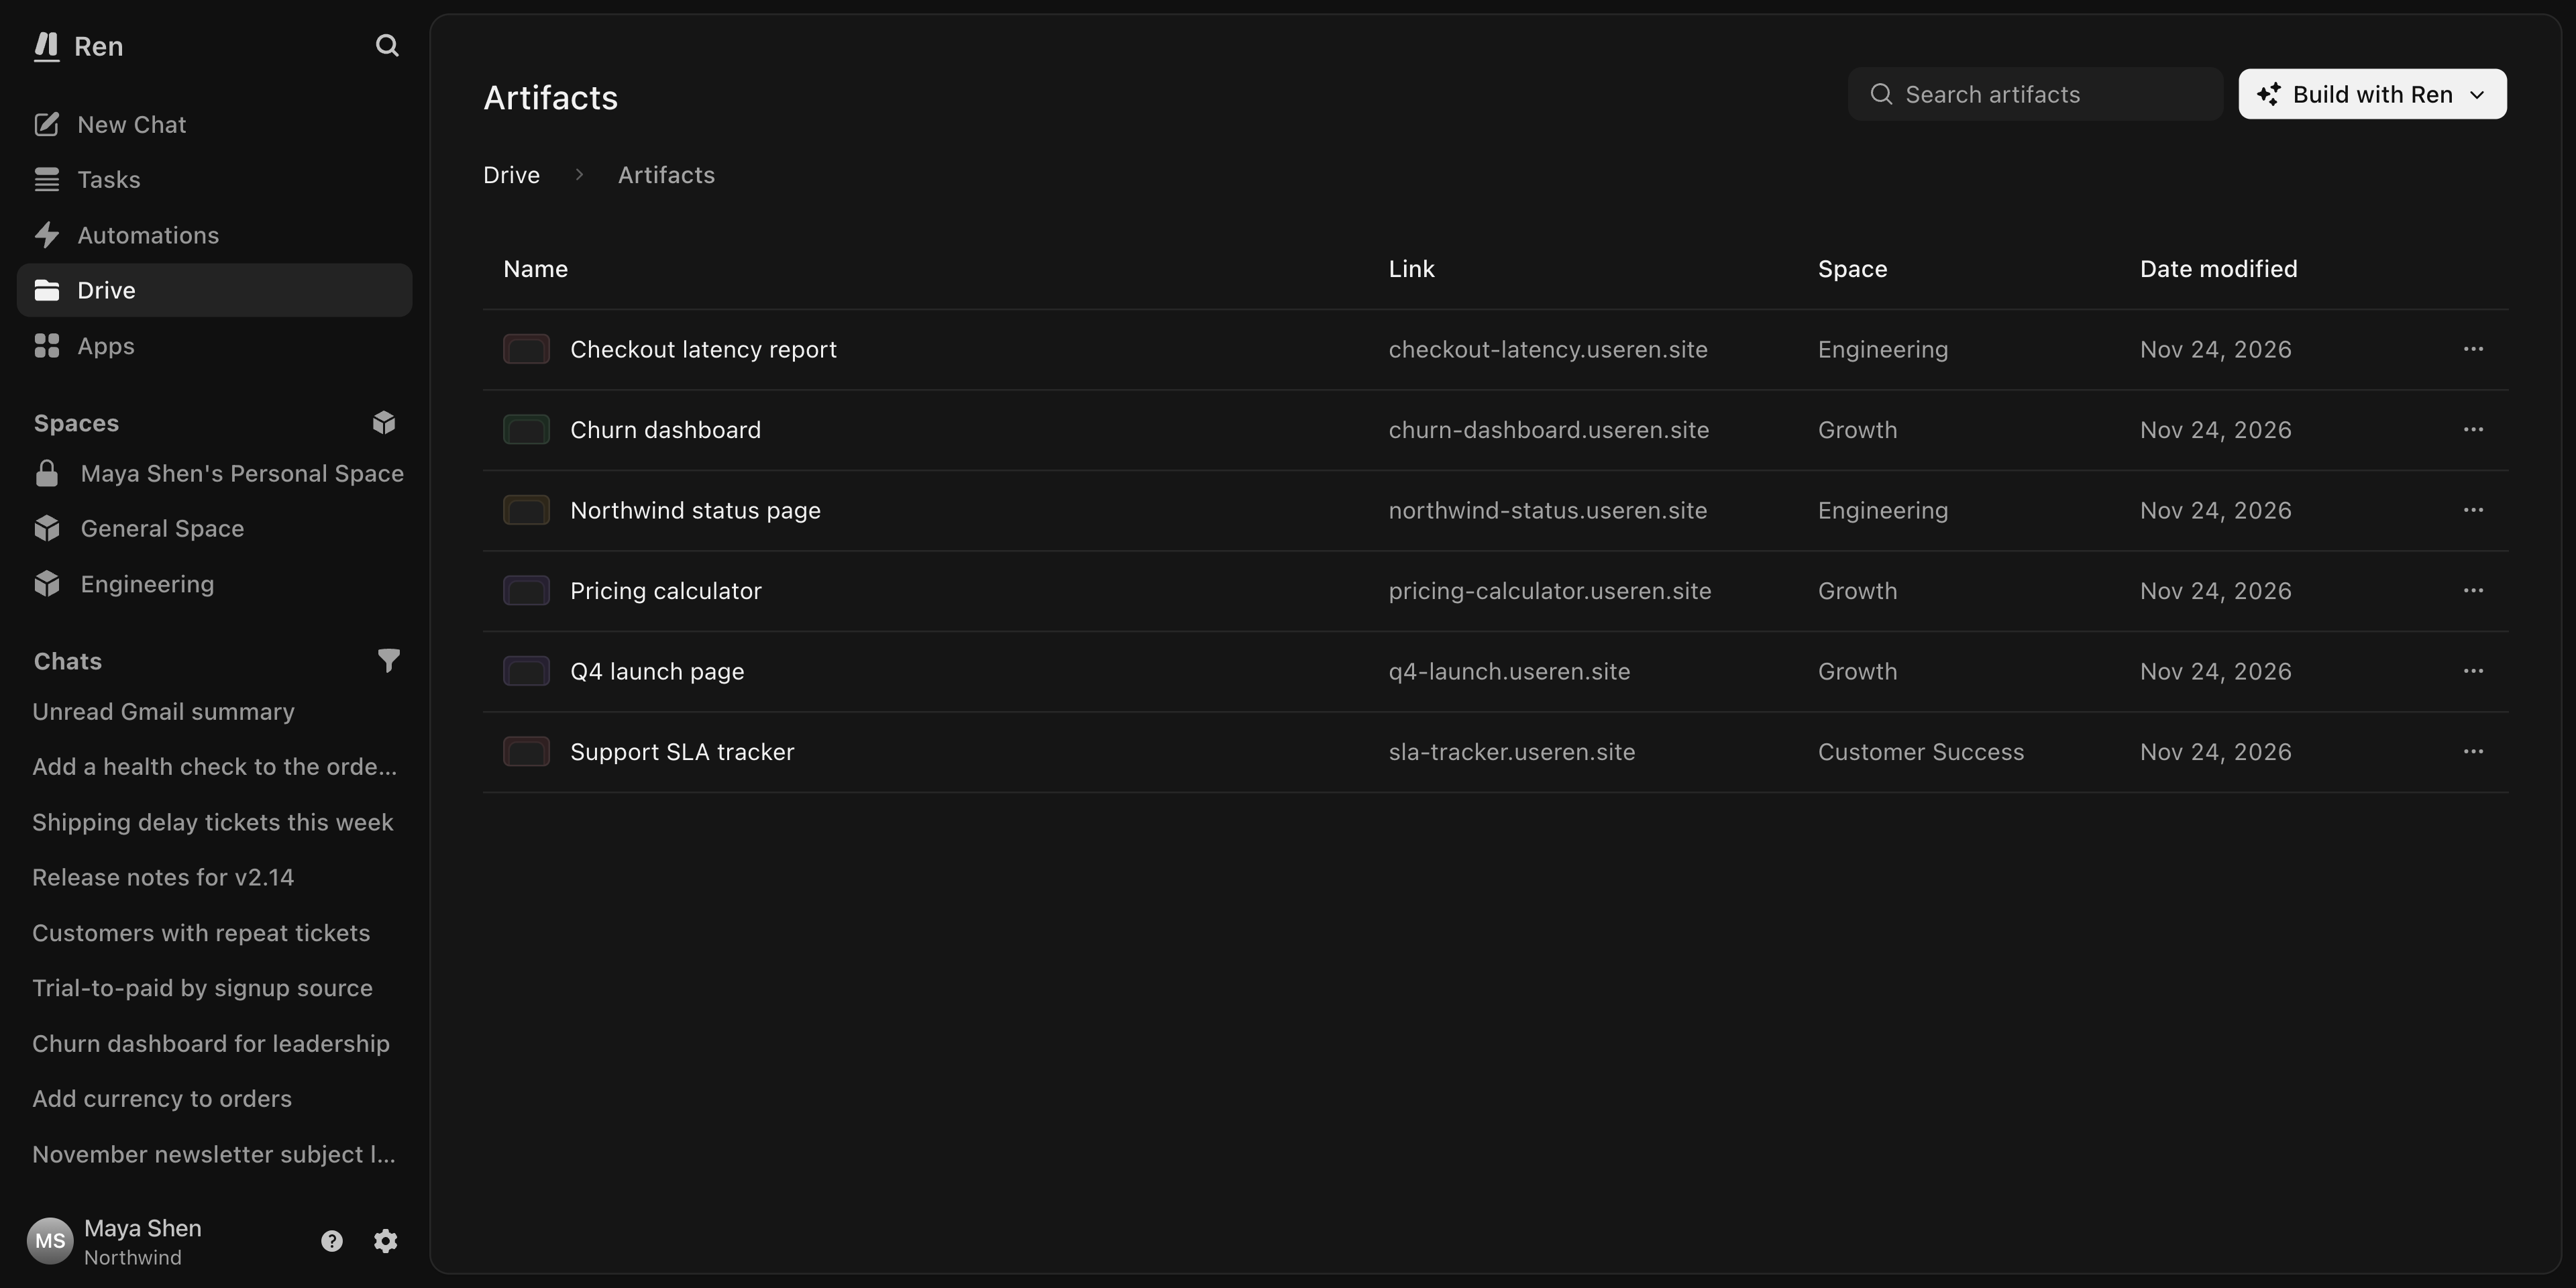 Ren
New Chat
Tasks
Automations
Drive
Apps
Spaces
Maya Shen's Personal Space
General Space
Engineering
Chats
Unread Gmail summary
Add a health check to the orde...
Shipping delay tickets this week
Release notes for v2.14
Customers with repeat tickets
Trial-to-paid by signup source
Churn dashboard for leadership
Add currency to orders
November newsletter subject l...
MS
Maya Shen
Northwind
Artifacts
Search artifacts
Build with Ren
Drive > Artifacts
Name Link Space Date modified
Checkout latency report checkout-latency.useren.site Engineering Nov 24, 2026
Churn dashboard churn-dashboard.useren.site Growth Nov 24, 2026
Northwind status page northwind-status.useren.site Engineering Nov 24, 2026
Pricing calculator pricing-calculator.useren.site Growth Nov 24, 2026
Q4 launch page q4-launch.useren.site Growth Nov 24, 2026
Support SLA tracker sla-tracker.useren.site Customer Success Nov 24, 2026